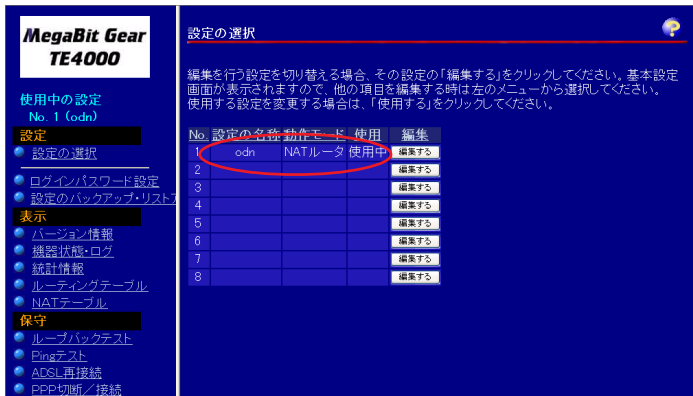 MegaBit Gear
TE4000
使用中の設定
No. 1 (odn)
設定
設定の選択
ログインパスワード設定
設定のバックアップ・リストア
表示
バージョン情報
機器状態・ログ
統計情報
ルーティングテーブル
NATテーブル
保守
ループバックテスト
Pingテスト
ADSL再接続
PPP切断／接続
設定の選択
編集を行う設定を切り替える場合、その設定の「編集する」をクリックしてください。基本設定
画面が表示されますので、他の項目を編集する時は左のメニューから選択してください。
使用する設定を変更する場合は、「使用する」をクリックしてください。
No. 設定の名称 動作モード 使用 編集
1 odn NATルータ 使用中 編集する
2 編集する
3 編集する
4 編集する
5 編集する
6 編集する
7 編集する
8 編集する